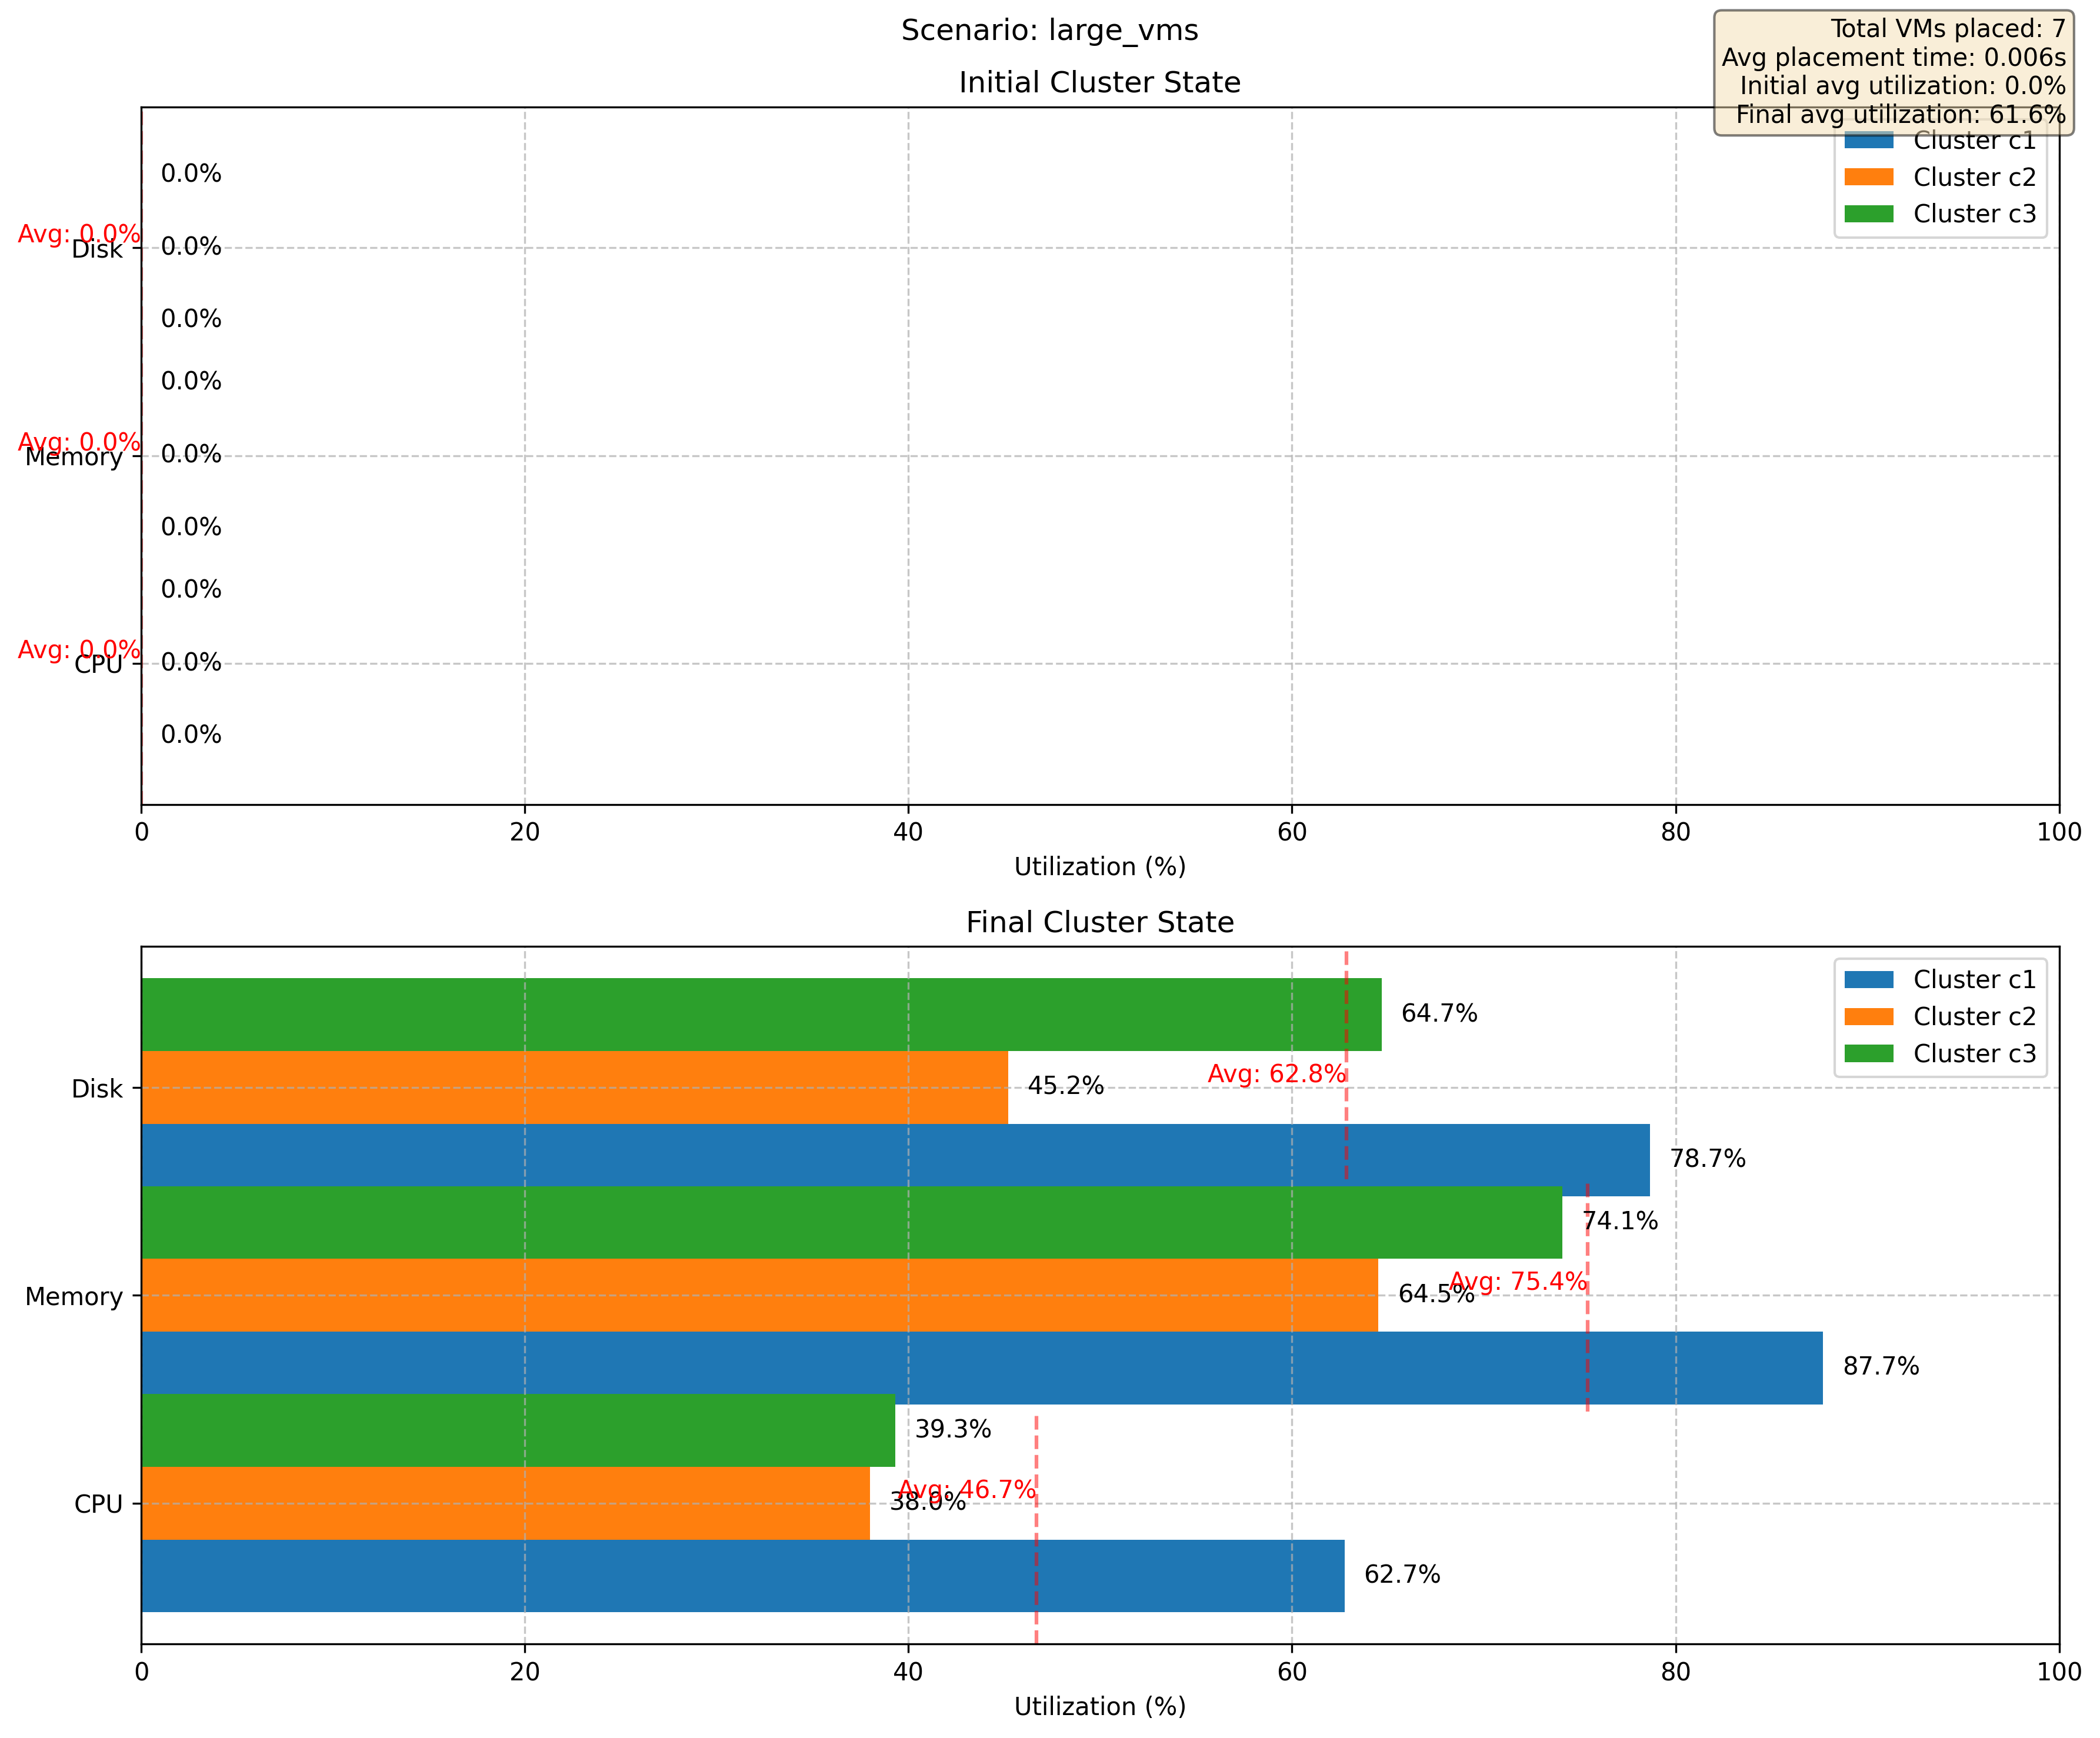 Scenario: large_vms
Total VMs placed: 7
Avg placement time: 0.006s
Initial avg utilization: 0.0%
Final avg utilization: 61.6%
Initial Cluster State
Cluster c1
Cluster c2
Cluster c3
0.0%
Avg: 0.0%
Disk
0.0%
0.0%
0.0%
Avg: 0.0%
Memory
0.0%
0.0%
0.0%
Avg: 0.0%
CPU
0.0%
0.0%
0 20 40 60 80 100
Utilization (%)
Final Cluster State
Cluster c1
Cluster c2
Cluster c3
64.7%
Avg: 62.8%
Disk
45.2%
78.7%
74.1%
Avg: 75.4%
Memory
64.5%
87.7%
39.3%
Avg: 46.7%
CPU
38.0%
62.7%
0 20 40 60 80 100
Utilization (%)